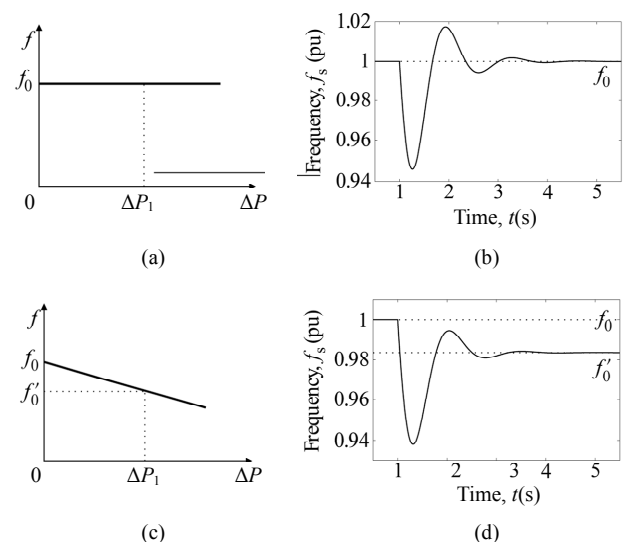 f
f₀
0
ΔP₁
ΔP
(a)
Frequency, fₛ (pu)
1.02
1
0.98
0.96
0.94
f₀
1 2 3 4 5
Time, t(s)
(b)
f
f₀
f₀′
0
ΔP₁
ΔP
(c)
Frequency, fₛ (pu)
1
0.98
0.96
0.94
f₀
f₀′
1 2 3 4 5
Time, t(s)
(d)